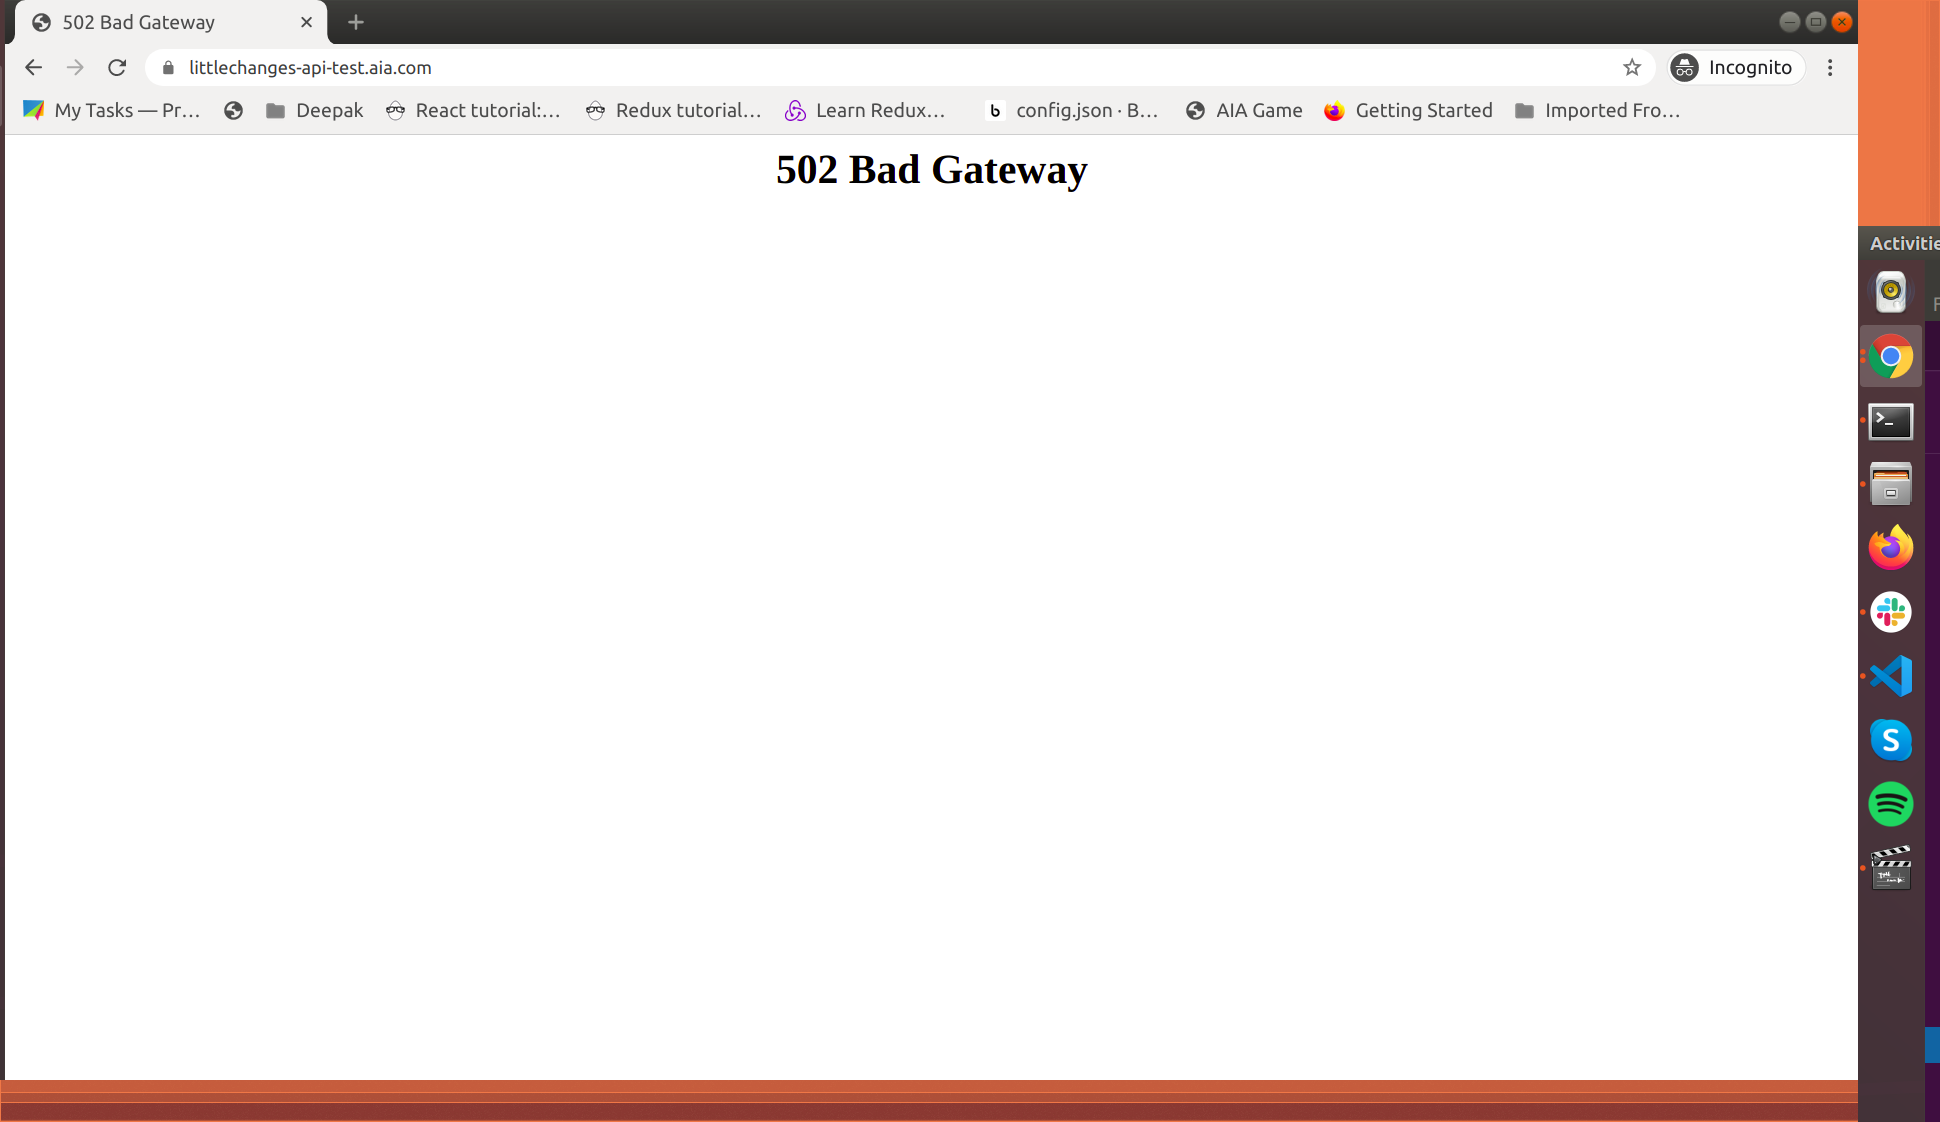 502 Bad Gateway
littlechanges-api-test.aia.com
Incognito
My Tasks — Pr...
Deepak
React tutorial:...
Redux tutorial...
Learn Redux...
config.json · B...
AIA Game
Getting Started
Imported Fro...
502 Bad Gateway
Activitie